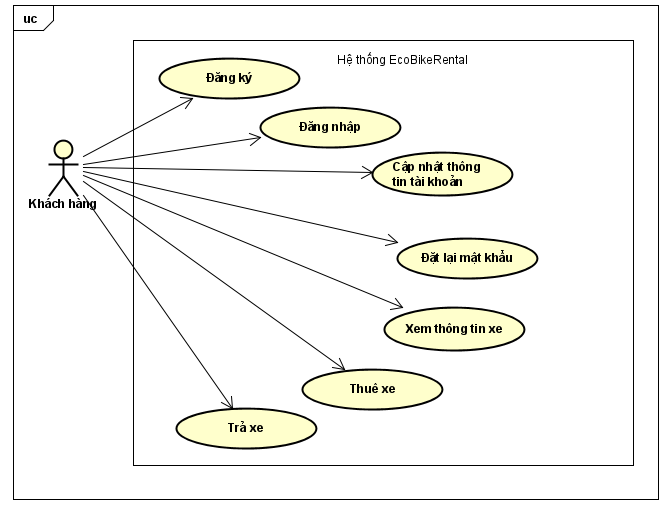 uc
Hệ thống EcoBikeRental
Đăng ký
Đăng nhập
Cập nhật thông
tin tài khoản
Khách hàng
Đặt lại mật khẩu
Xem thông tin xe
Thuê xe
Trả xe